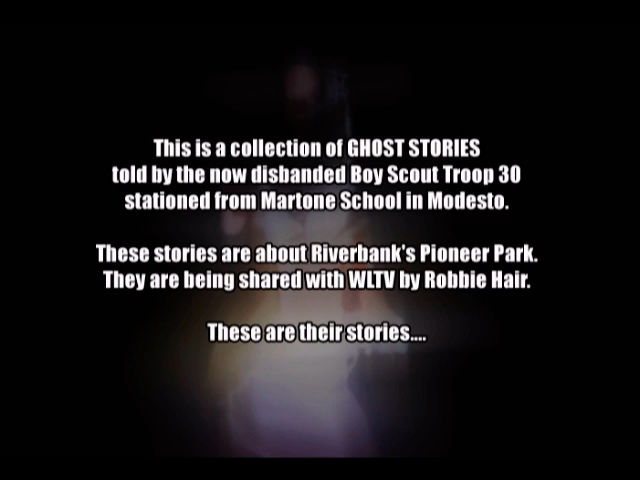 This is a collection of GHOST STORIES
told by the now disbanded Boy Scout Troop 30
stationed from Martone School in Modesto.
These stories are about Riverbank's Pioneer Park.
They are being shared with WLTV by Robbie Hair.
These are their stories....